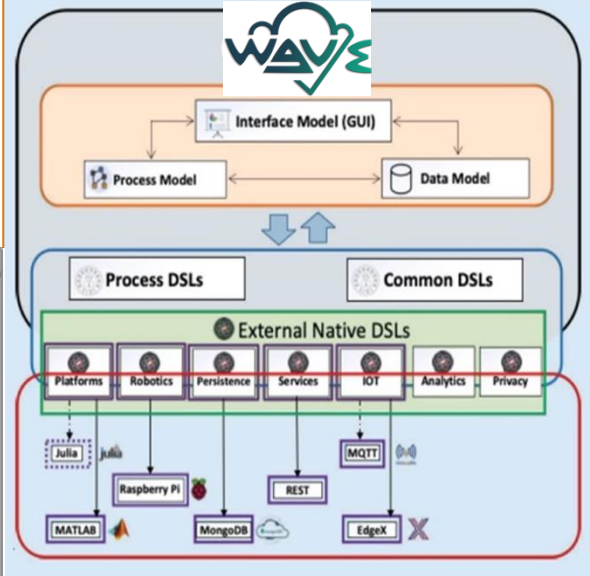 wave
Interface Model (GUI)
Process Model
Data Model
Process DSLs
Common DSLs
External Native DSLs
Platforms
Robotics
Persistence
Services
IOT
Analytics
Privacy
Julia
julia
MQTT
Raspberry Pi
REST
MATLAB
MongoDB
EdgeX